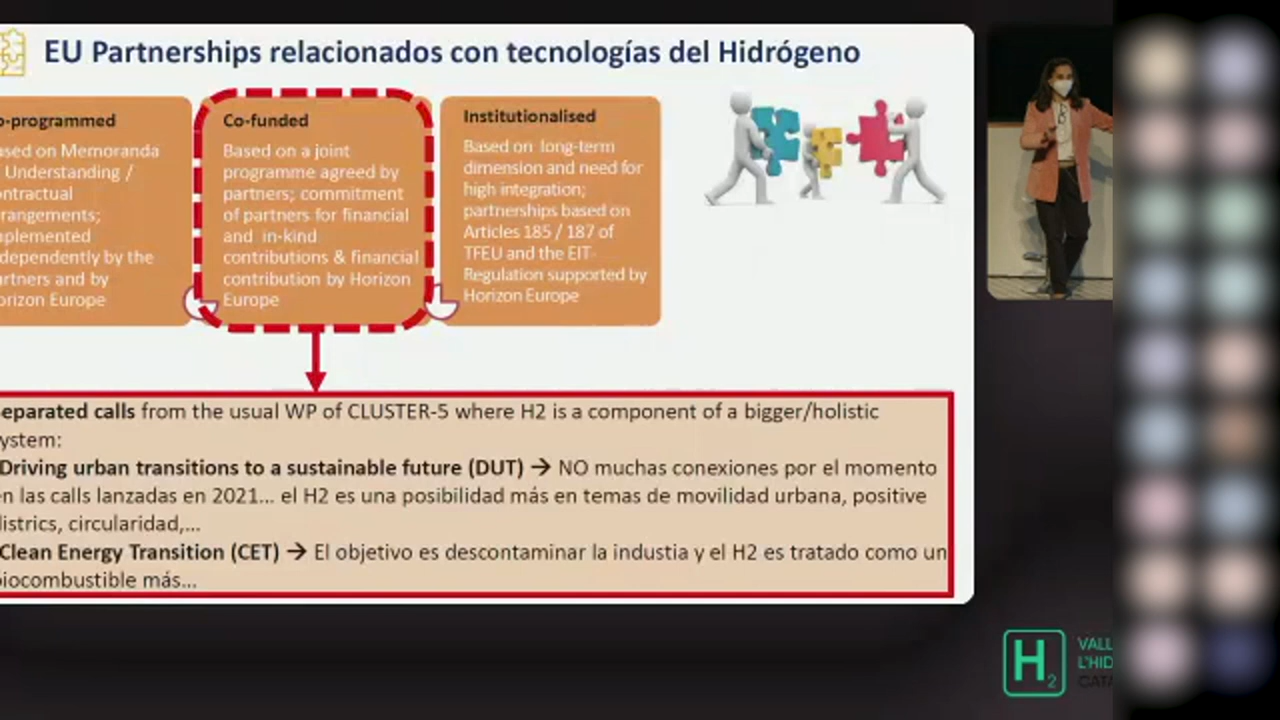 EU Partnerships relacionados con tecnologías del Hidrógeno
o-programmed
ased on Memoranda
Understanding /
ontractual
rangements;
nplemented
dependently by the
artners and by
orizon Europe
Co-funded
Based on a joint
programme agreed by
partners; commitment
of partners for financial
and in-kind
contributions & financial
contribution by Horizon
Europe
Institutionalised
Based on long-term
dimension and need for
high integration;
partnerships based on
Articles 185 / 187 of
TFEU and the EIT-
Regulation supported by
Horizon Europe
eparated calls from the usual WP of CLUSTER-5 where H2 is a component of a bigger/holistic
ystem:
Driving urban transitions to a sustainable future (DUT) → NO muchas conexiones por el momento
en las calls lanzadas en 2021... el H2 es una posibilidad más en temas de movilidad urbana, positive
districs, circularidad,...
Clean Energy Transition (CET) → El objetivo es descontaminar la industia y el H2 es tratado como un
biocombustible más...
H2
VALL
L'HID
CATA